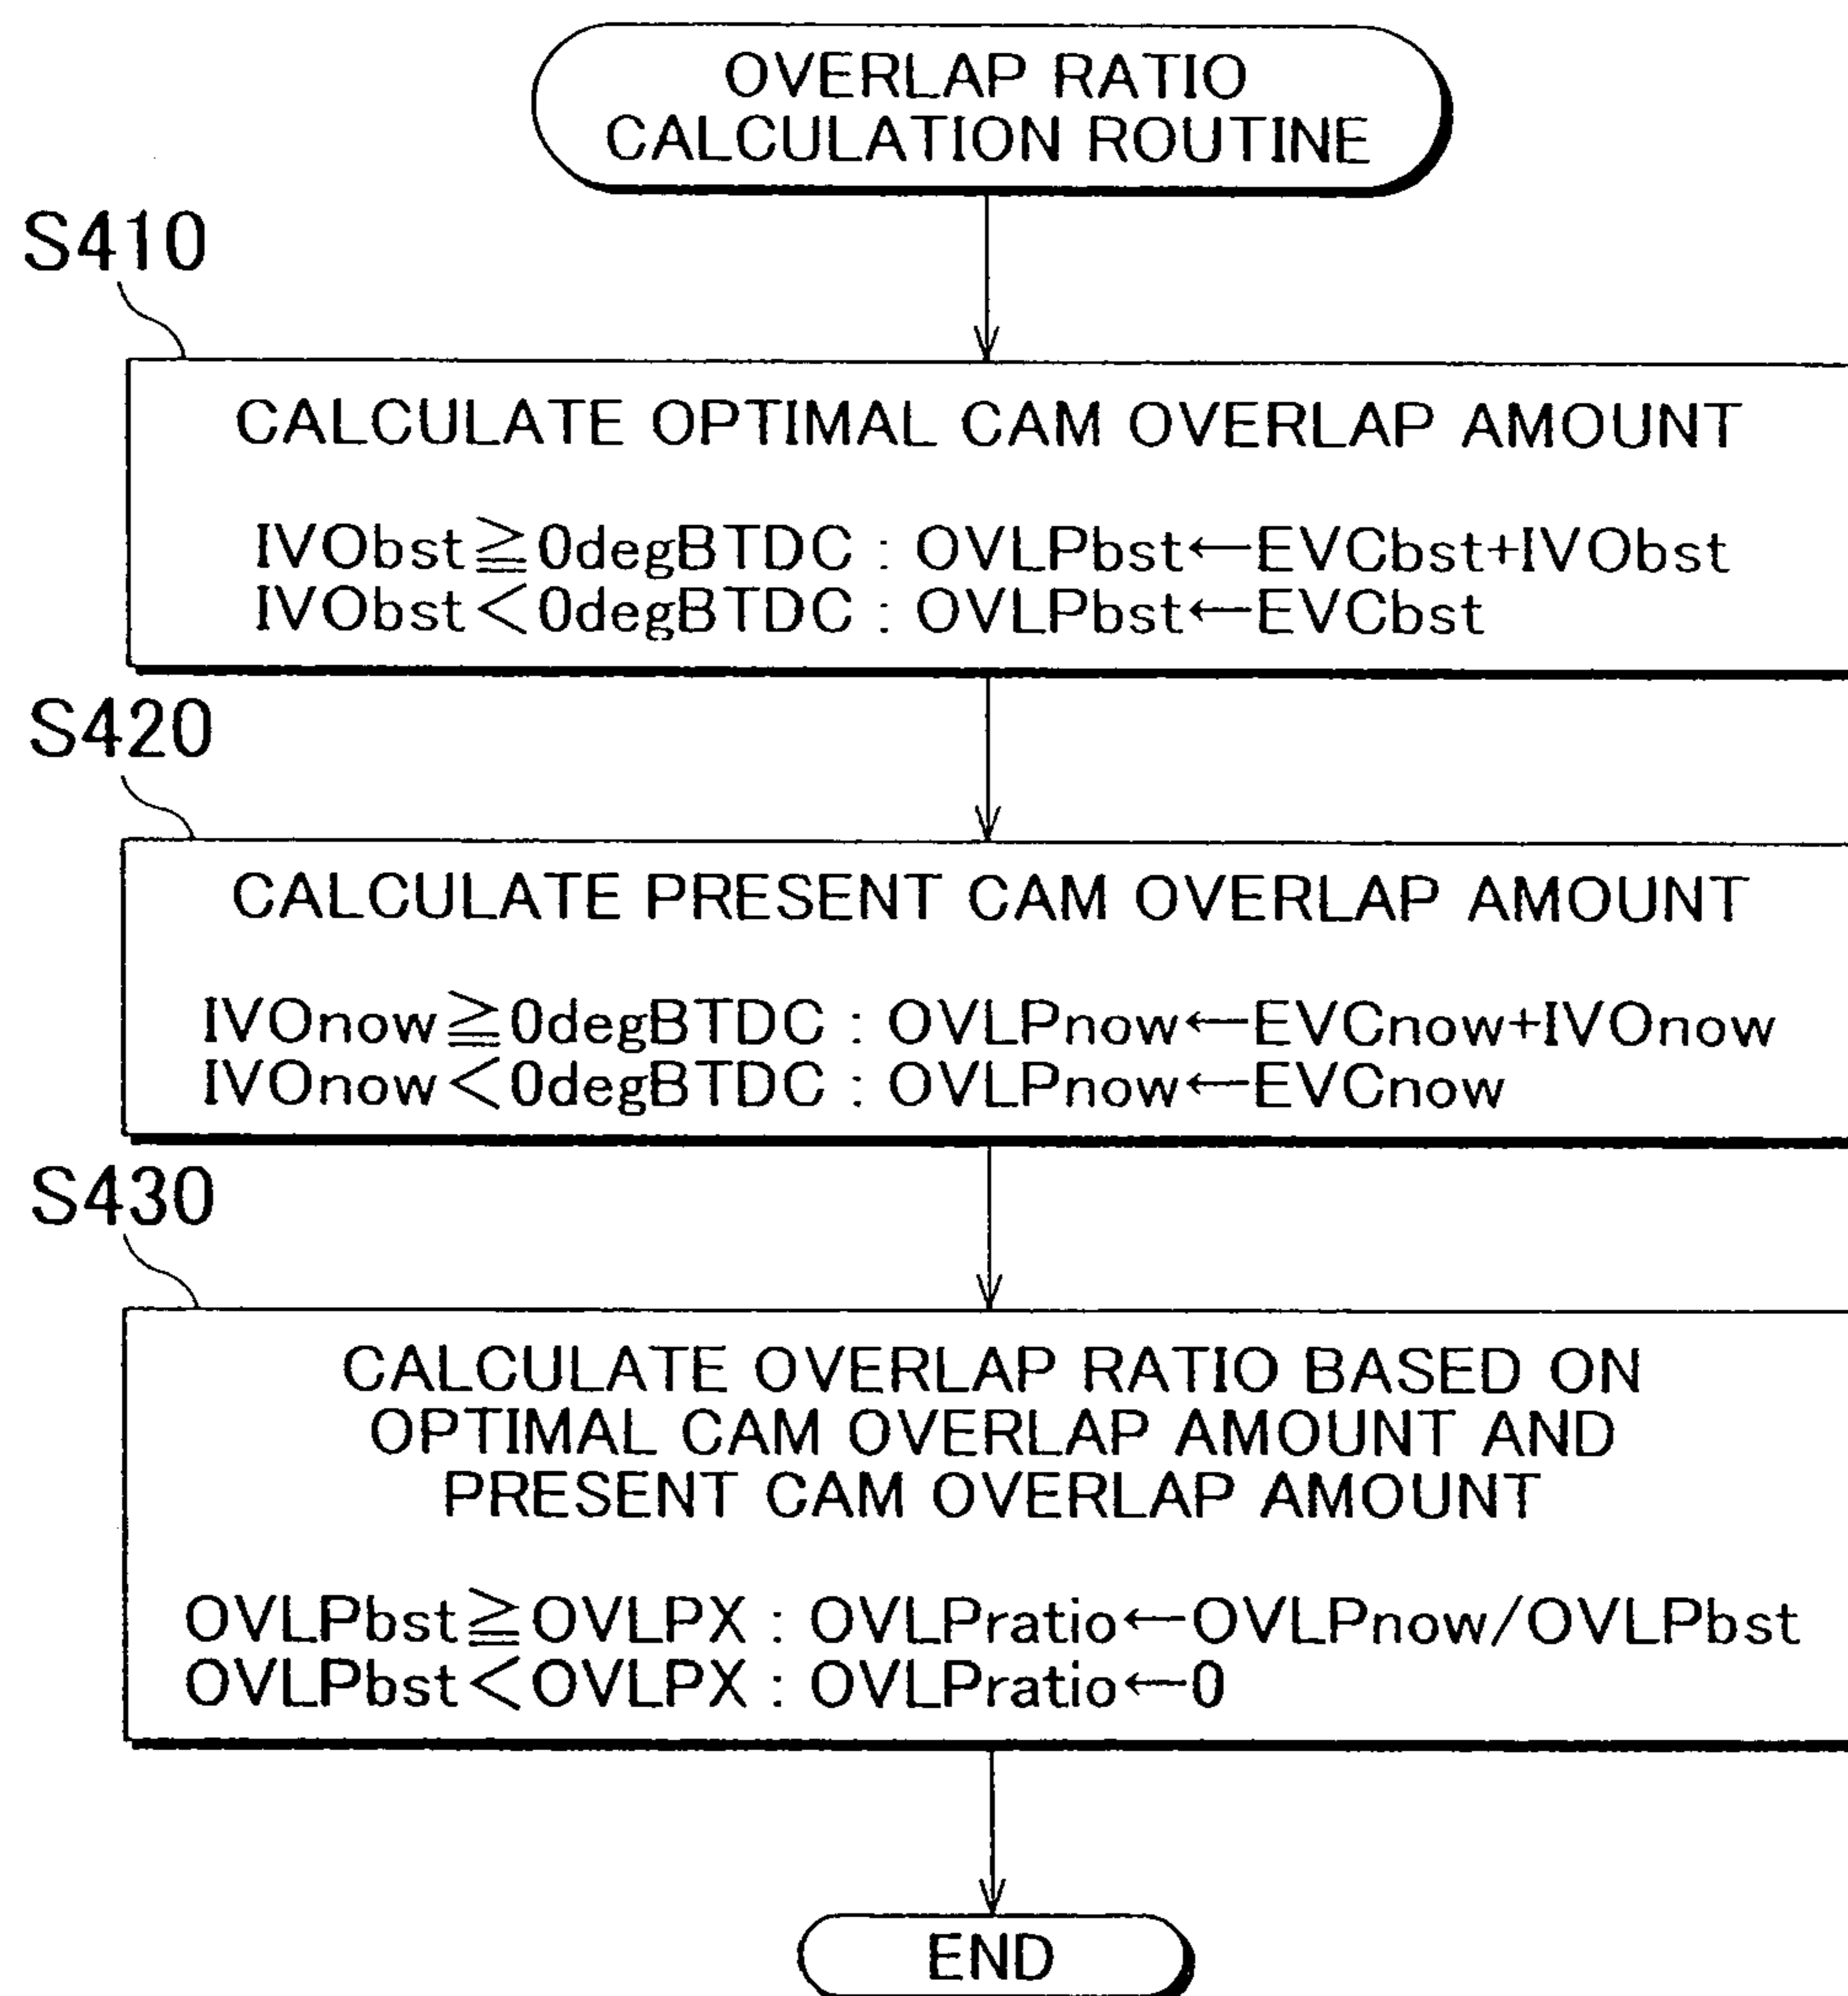 OVERLAP RATIO
CALCULATION ROUTINE
S410
CALCULATE OPTIMAL CAM OVERLAP AMOUNT
IVObst≧0degBTDC : OVLPbst←EVCbst+IVObst
IVObst<0degBTDC : OVLPbst←EVCbst
S420
CALCULATE PRESENT CAM OVERLAP AMOUNT
IVOnow≧0degBTDC : OVLPnow←EVCnow+IVOnow
IVOnow<0degBTDC : OVLPnow←EVCnow
S430
CALCULATE OVERLAP RATIO BASED ON
OPTIMAL CAM OVERLAP AMOUNT AND
PRESENT CAM OVERLAP AMOUNT
OVLPbst≧OVLPX : OVLPratio←OVLPnow/OVLPbst
OVLPbst<OVLPX : OVLPratio←0
END